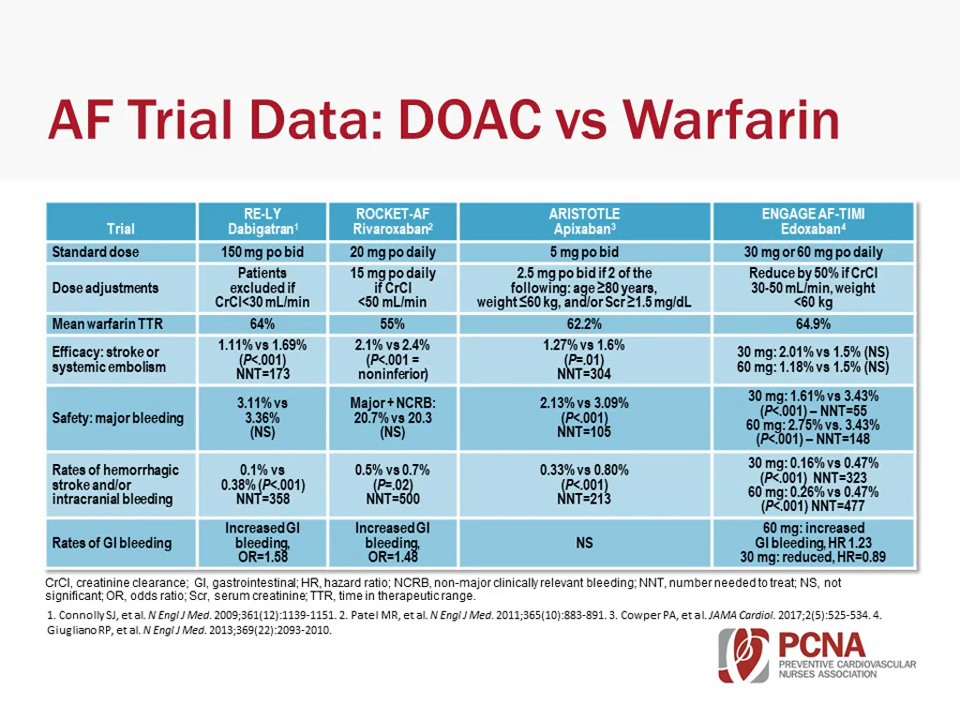 AF Trial Data: DOAC vs Warfarin
Trial
RE-LY
Dabigatran1
ROCKET-AF
Rivaroxaban2
ARISTOTLE
Apixaban3
ENGAGE AF-TIMI
Edoxaban4
Standard dose
150 mg po bid
20 mg po daily
5 mg po bid
30 mg or 60 mg po daily
Dose adjustments
Patients
excluded if
CrCl<30 mL/min
15 mg po daily
if CrCl
<50 mL/min
2.5 mg po bid if 2 of the
following: age ≥80 years,
weight ≤60 kg, and/or Scr ≥1.5 mg/dL
Reduce by 50% if CrCl
30-50 mL/min, weight
<60 kg
Mean warfarin TTR
64%
55%
62.2%
64.9%
Efficacy: stroke or
systemic embolism
1.11% vs 1.69%
(P<.001)
NNT=173
2.1% vs 2.4%
(P<.001 =
noninferior)
1.27% vs 1.6%
(P=.01)
NNT=304
30 mg: 2.01% vs 1.5% (NS)
60 mg: 1.18% vs 1.5% (NS)
Safety: major bleeding
3.11% vs
3.36%
(NS)
Major + NCRB:
20.7% vs 20.3
(NS)
2.13% vs 3.09%
(P<.001)
NNT=105
30 mg: 1.61% vs 3.43%
(P<.001) – NNT=55
60 mg: 2.75% vs. 3.43%
(P<.001) – NNT=148
Rates of hemorrhagic
stroke and/or
intracranial bleeding
0.1% vs
0.38% (P<.001)
NNT=358
0.5% vs 0.7%
(P=.02)
NNT=500
0.33% vs 0.80%
(P<.001)
NNT=213
30 mg: 0.16% vs 0.47%
(P<.001) NNT=323
60 mg: 0.26% vs 0.47%
(P<.001) NNT=477
Rates of GI bleeding
Increased GI
bleeding,
OR=1.58
Increased GI
bleeding,
OR=1.48
NS
60 mg: increased
GI bleeding, HR 1.23
30 mg: reduced, HR=0.89
CrCl, creatinine clearance; GI, gastrointestinal; HR, hazard ratio; NCRB, non-major clinically relevant bleeding; NNT, number needed to treat; NS, not
significant; OR, odds ratio; Scr, serum creatinine; TTR, time in therapeutic range.
1. Connolly SJ, et al. N Engl J Med. 2009;361(12):1139-1151. 2. Patel MR, et al. N Engl J Med. 2011;365(10):883-891. 3. Cowper PA, et al. JAMA Cardiol. 2017;2(5):525-534. 4.
Giugliano RP, et al. N Engl J Med. 2013;369(22):2093-2010.
PCNA
PREVENTIVE CARDIOVASCULAR
NURSES ASSOCIATION